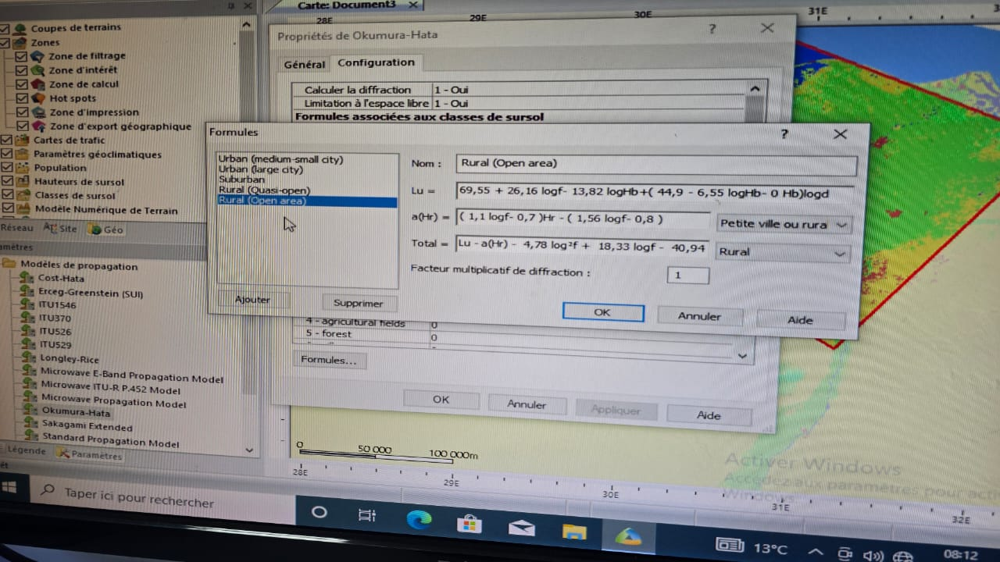 Carte: Document3
28E
29E
30E
31E
Coupes de terrains
Zones
Zone de filtrage
Zone d'intérêt
Zone de calcul
Hot spots
Zone d'impression
Zone d'export géographique
Cartes de trafic
Paramètres géoclimatiques
Population
Hauteurs de sursol
Classes de sursol
Modèle Numérique de Terrain
Réseau
Site
Géo
amètres
Modèles de propagation
Cost-Hata
Erceg-Greenstein (SUI)
ITU1546
ITU370
ITU526
ITU529
Longley-Rice
Microwave E-Band Propagation Model
Microwave ITU-R P.452 Model
Microwave Propagation Model
Okumura-Hata
Sakagami Extended
Standard Propagation Model
Légende
Paramètres
Propriétés de Okumura-Hata
?
Général
Configuration
Calculer la diffraction 1 - Oui
Limitation à l'espace libre 1 - Oui
Formules associées aux classes de sursol
Formules
?
Urban (medium-small city)
Urban (large city)
Suburban
Rural (Quasi-open)
Rural (Open area)
Ajouter
Supprimer
Nom : Rural (Open area)
Lu = 69,55 + 26,16 logf- 13,82 logHb+( 44,9 - 6,55 logHb- 0 Hb)logd
a(Hr) = ( 1,1 logf- 0,7 )Hr - ( 1,56 logf- 0,8 ) Petite ville ou rura
Total = Lu - a(Hr) - 4,78 log²f + 18,33 logf - 40,94 Rural
Facteur multiplicatif de diffraction : 1
OK
Annuler
Aide
4 - agricultural fields 0
5 - forest 0
Formules...
OK
Annuler
Appliquer
Aide
0 50 000 100 000m
28E
29E
30E
31E
32E
Activer Windows
Accédez aux paramètres pour acti
Windows.
Taper ici pour rechercher
13°C
08:12